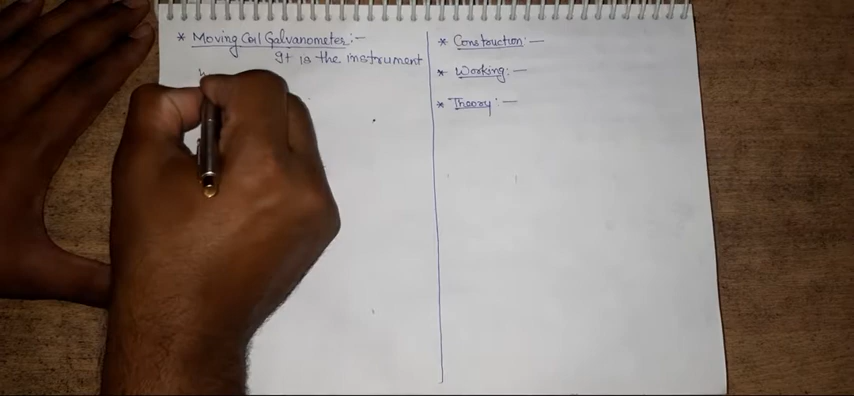 * Moving Coil Galvanometer:-
It is the instrument
* Construction:-
* Working:-
* Theory:-